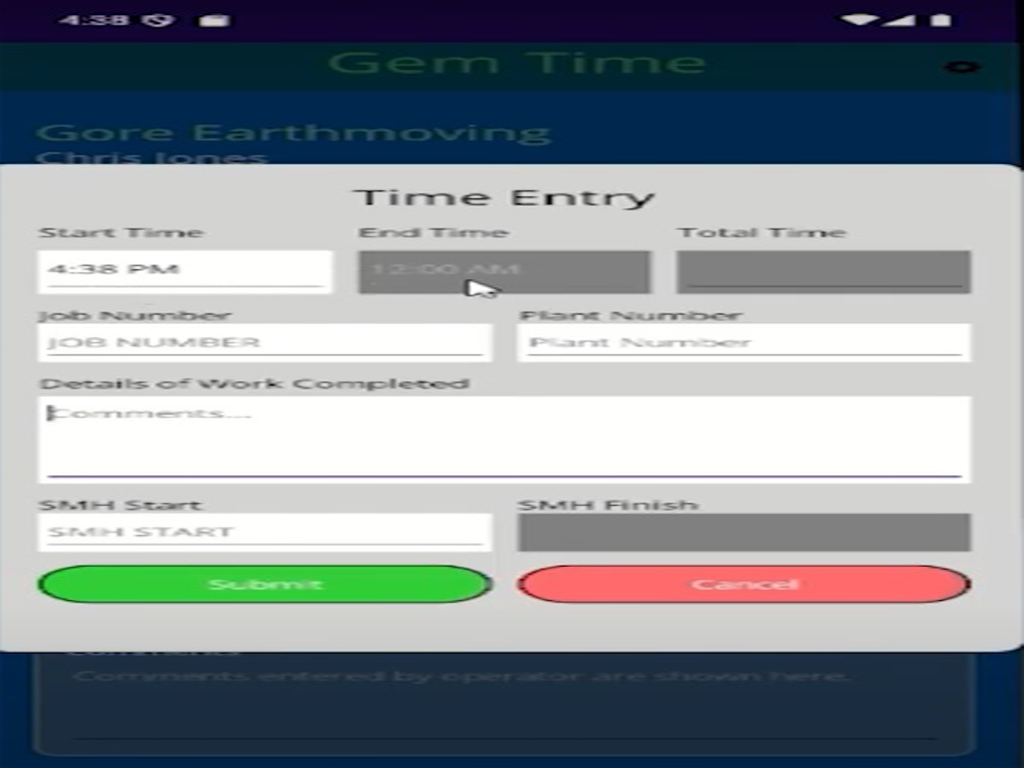 4:38
Gem Time
Gore Earthmoving
Chris Jones
Time Entry
Start Time End Time Total Time
4:38 PM 12:00 AM
Job Number Plant Number
JOB NUMBER Plant Number
Details of Work Completed
Comments...
SMH Start SMH Finish
SMH START
Submit Cancel
Comments
Comments entered by operator are shown here.